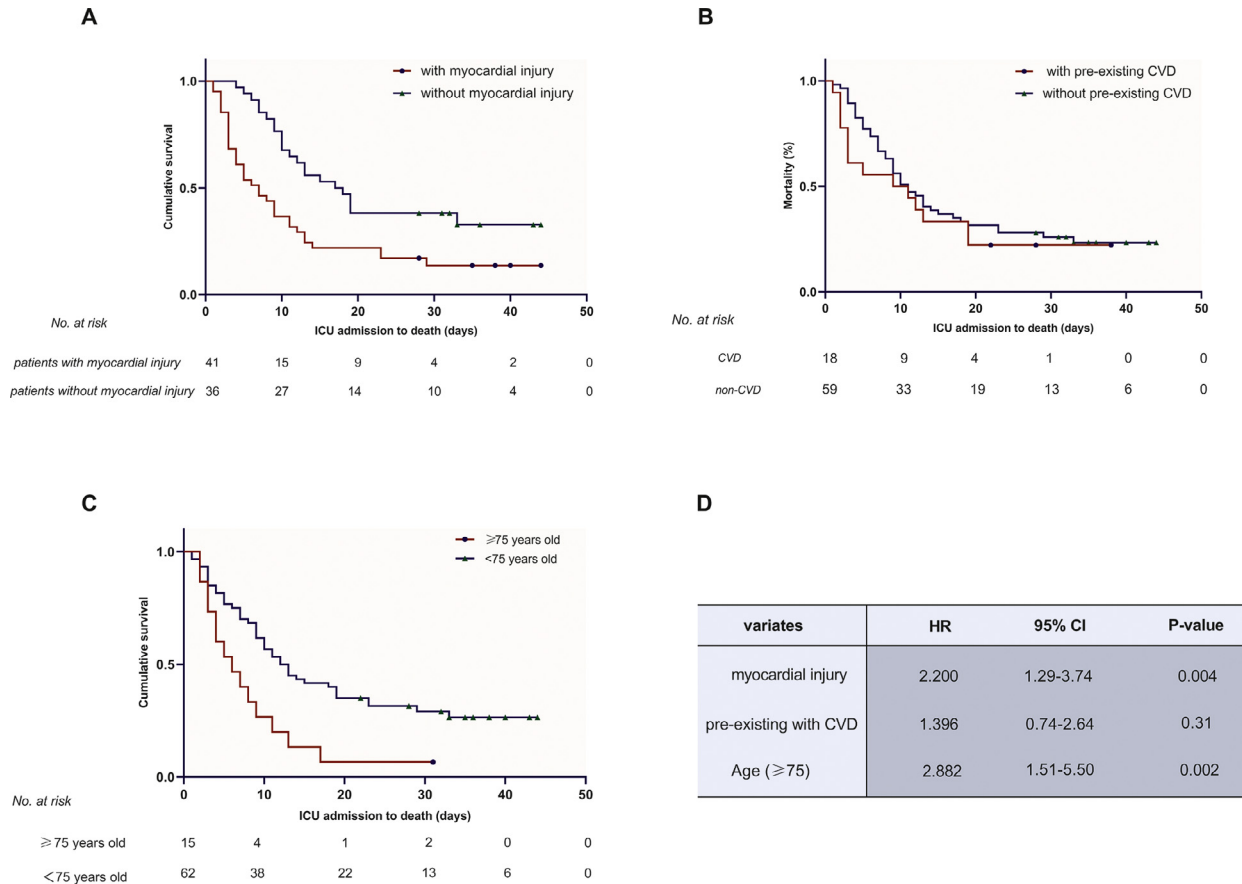 A
with myocardial injury
without myocardial injury
Cumulative survival
1.0
0.5
0.0
0 10 20 30 40 50
ICU admission to death (days)
No. at risk
patients with myocardial injury 41 15 9 4 2 0
patients without myocardial injury 36 27 14 10 4 0
B
with pre-existing CVD
without pre-existing CVD
Mortality (%)
1.0
0.5
0.0
0 10 20 30 40 50
ICU admission to death (days)
No. at risk
CVD 18 9 4 1 0 0
non-CVD 59 33 19 13 6 0
C
≥75 years old
<75 years old
Cumulative survival
1.0
0.5
0.0
0 10 20 30 40 50
ICU admission to death (days)
No. at risk
≥75 years old 15 4 1 2 0 0
<75 years old 62 38 22 13 6 0
D
variates HR 95% CI P-value
myocardial injury 2.200 1.29-3.74 0.004
pre-existing with CVD 1.396 0.74-2.64 0.31
Age (≥75) 2.882 1.51-5.50 0.002